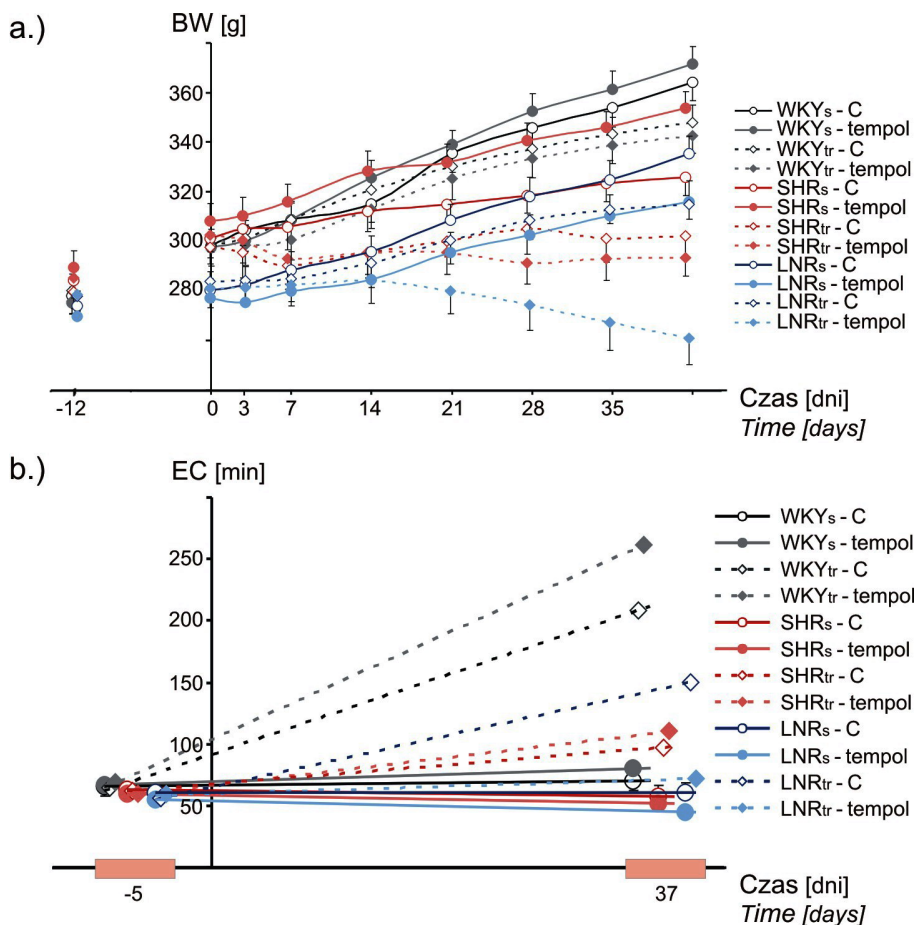 a.)
BW [g]
360
340
320
300
280
-12
0 3 7 14 21 28 35
Czas [dni]
Time [days]
WKYs - C
WKYs - tempol
WKYtr - C
WKYtr - tempol
SHRs - C
SHRs - tempol
SHRtr - C
SHRtr - tempol
LNRs - C
LNRs - tempol
LNRtr - C
LNRtr - tempol
b.)
EC [min]
250
200
150
100
50
-5
37
Czas [dni]
Time [days]
WKYs - C
WKYs - tempol
WKYtr - C
WKYtr - tempol
SHRs - C
SHRs - tempol
SHRtr - C
SHRtr - tempol
LNRs - C
LNRs - tempol
LNRtr - C
LNRtr - tempol